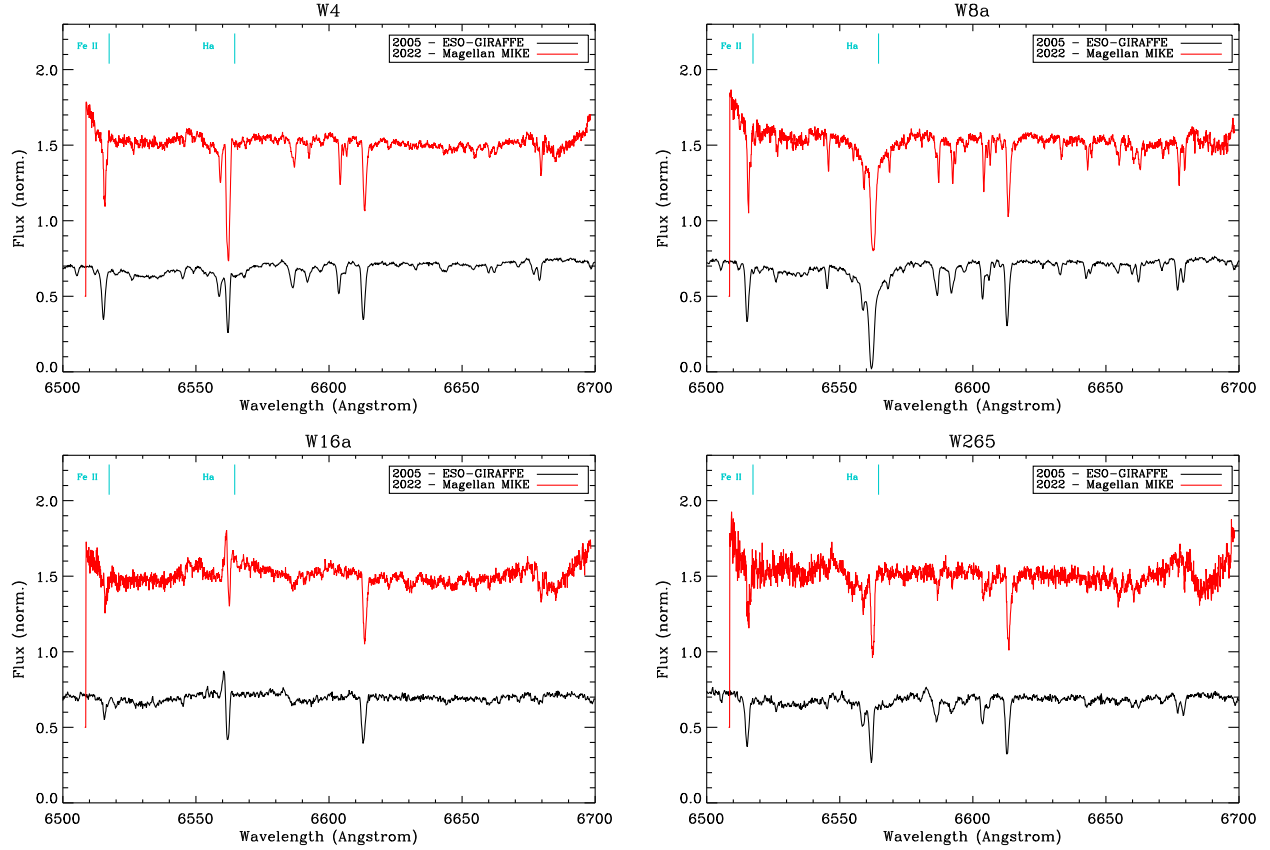 W4
Fe II Ha
2005 - ESO-GIRAFFE
2022 - Magellan MIKE
Flux (norm.)
2.0
1.5
1.0
0.5
0.0
6500 6550 6600 6650 6700
Wavelength (Angstrom)
W8a
Fe II Ha
2005 - ESO-GIRAFFE
2022 - Magellan MIKE
Flux (norm.)
2.0
1.5
1.0
0.5
0.0
6500 6550 6600 6650 6700
Wavelength (Angstrom)
W16a
Fe II Ha
2005 - ESO-GIRAFFE
2022 - Magellan MIKE
Flux (norm.)
2.0
1.5
1.0
0.5
0.0
6500 6550 6600 6650 6700
Wavelength (Angstrom)
W265
Fe II Ha
2005 - ESO-GIRAFFE
2022 - Magellan MIKE
Flux (norm.)
2.0
1.5
1.0
0.5
0.0
6500 6550 6600 6650 6700
Wavelength (Angstrom)